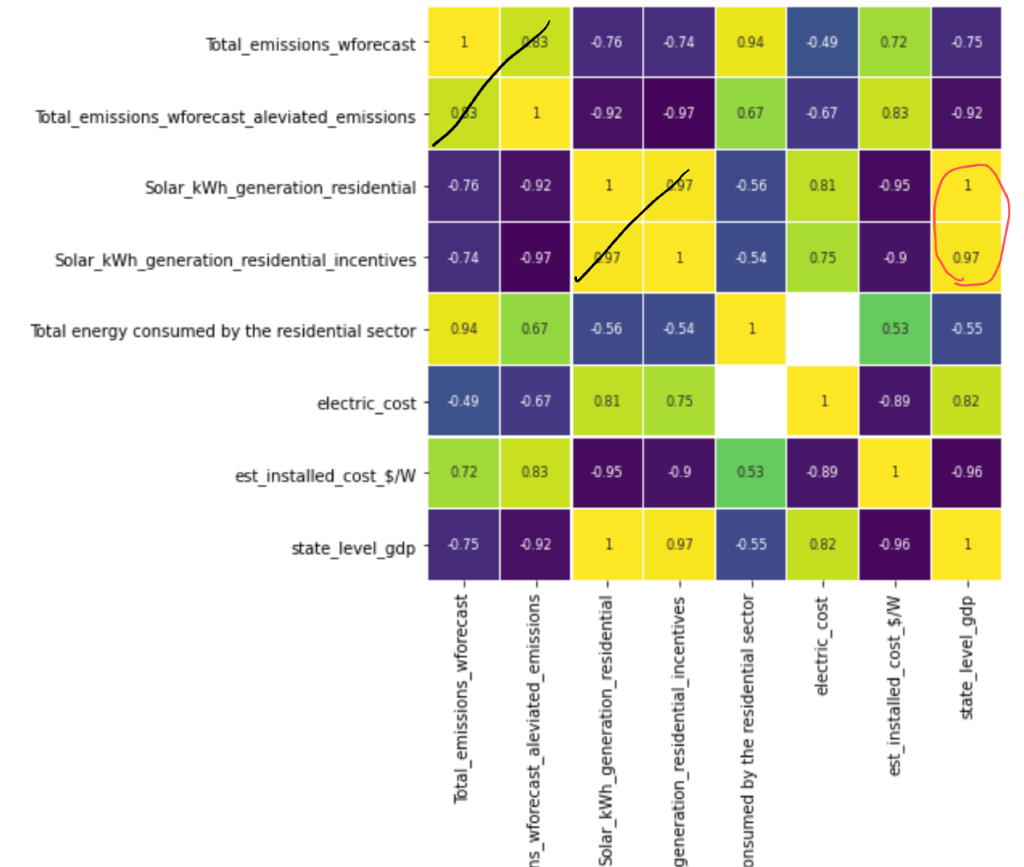 Total_emissions_wforecast 1 0.83 -0.76 -0.74 0.94 -0.49 0.72 -0.75
Total_emissions_wforecast_aleviated_emissions 0.83 1 -0.92 -0.97 0.67 -0.67 0.83 -0.92
Solar_kWh_generation_residential -0.76 -0.92 1 0.97 -0.56 0.81 -0.95 1
Solar_kWh_generation_residential_incentives -0.74 -0.97 0.97 1 -0.54 0.75 -0.9 0.97
Total energy consumed by the residential sector 0.94 0.67 -0.56 -0.54 1 0.53 -0.55
electric_cost -0.49 -0.67 0.81 0.75 1 -0.89 0.82
est_installed_cost_$/W 0.72 0.83 -0.95 -0.9 0.53 -0.89 1 -0.96
state_level_gdp -0.75 -0.92 1 0.97 -0.55 0.82 -0.96 1
Total_emissions_wforecast
ns_wforecast_aleviated_emissions
Solar_kWh_generation_residential
generation_residential_incentives
onsumed by the residential sector
electric_cost
est_installed_cost_$/W
state_level_gdp